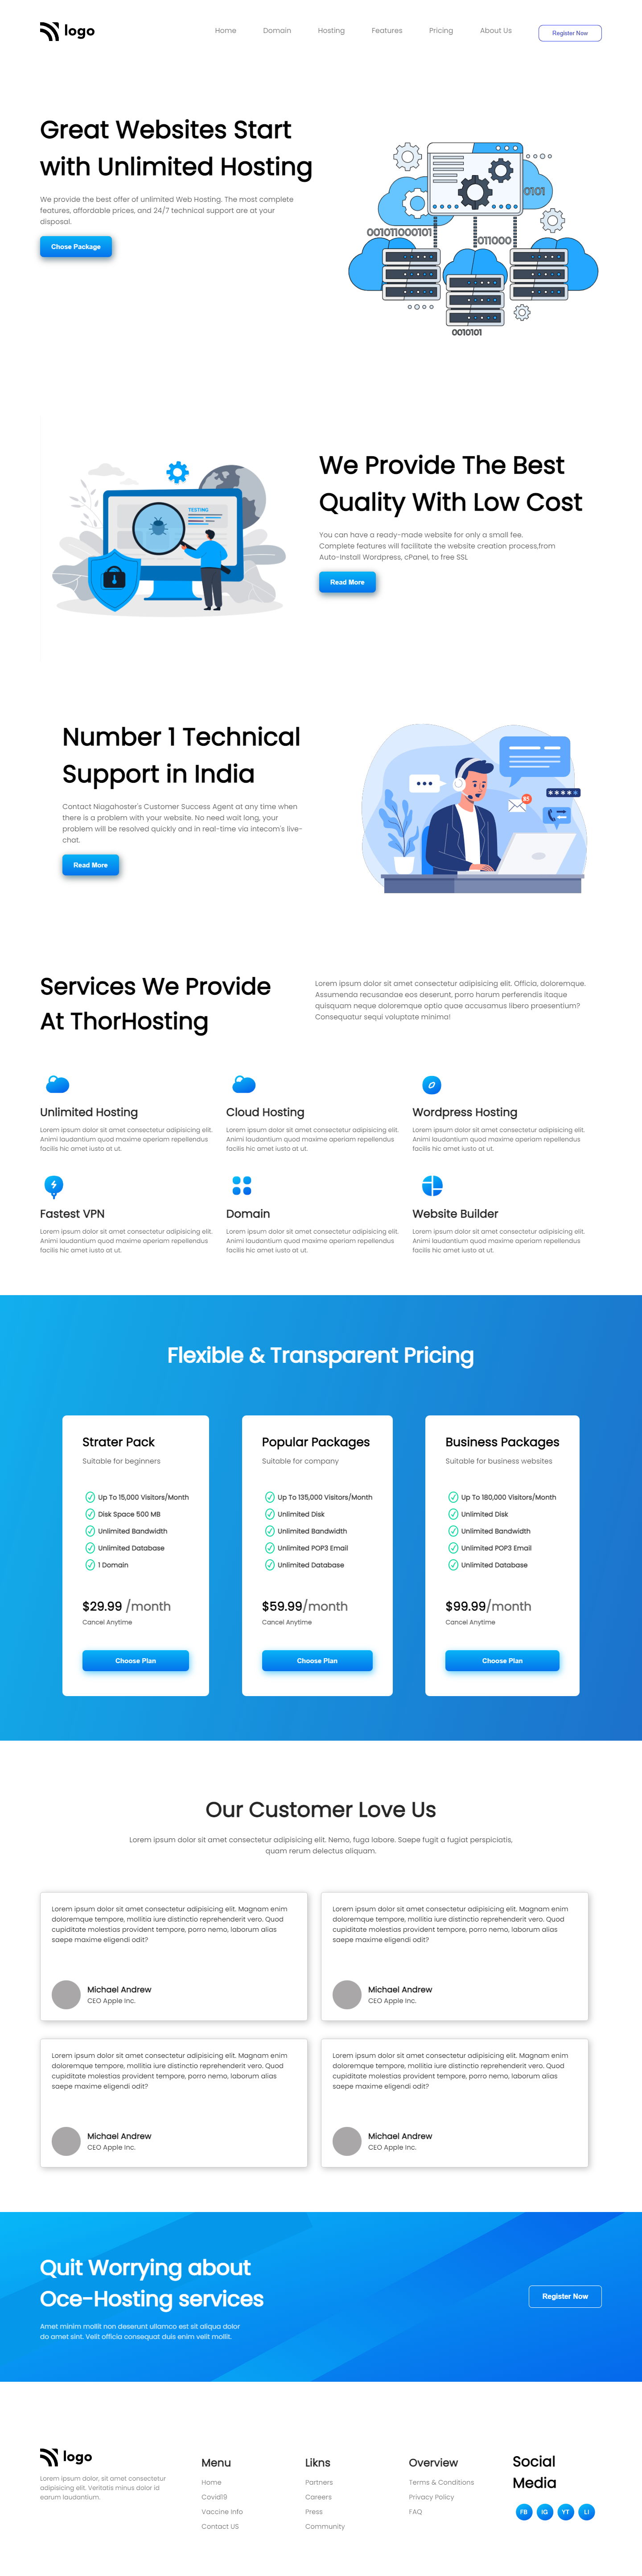 logo
Home Domain Hosting Features Pricing About Us Register Now
Great Websites Start
with Unlimited Hosting
We provide the best offer of unlimited Web Hosting. The most complete
features, affordable prices, and 24/7 technical support are at your
disposal.
Chose Package
0101
001011000101
011000
0010101
TESTING
We Provide The Best
Quality With Low Cost
You can have a ready-made website for only a small fee.
Complete features will facilitate the website creation process,from
Auto-Install Wordpress, cPanel, to free SSL
Read More
Number 1 Technical
Support in India
Contact Niagahoster's Customer Success Agent at any time when
there is a problem with your website. No need wait long, your
problem will be resolved quickly and in real-time via intecom's live-
chat.
Read More
Services We Provide
At ThorHosting
Lorem ipsum dolor sit amet consectetur adipisicing elit. Officia, doloremque.
Assumenda recusandae eos deserunt, porro harum perferendis itaque
quisquam neque doloremque optio quae accusamus libero praesentium?
Consequatur sequi voluptate minima!
Unlimited Hosting
Lorem ipsum dolor sit amet consectetur adipisicing elit.
Animi laudantium quod maxime aperiam repellendus
facilis hic amet iusto at ut.
Cloud Hosting
Lorem ipsum dolor sit amet consectetur adipisicing elit.
Animi laudantium quod maxime aperiam repellendus
facilis hic amet iusto at ut.
Wordpress Hosting
Lorem ipsum dolor sit amet consectetur adipisicing elit.
Animi laudantium quod maxime aperiam repellendus
facilis hic amet iusto at ut.
Fastest VPN
Lorem ipsum dolor sit amet consectetur adipisicing elit.
Animi laudantium quod maxime aperiam repellendus
facilis hic amet iusto at ut.
Domain
Lorem ipsum dolor sit amet consectetur adipisicing elit.
Animi laudantium quod maxime aperiam repellendus
facilis hic amet iusto at ut.
Website Builder
Lorem ipsum dolor sit amet consectetur adipisicing elit.
Animi laudantium quod maxime aperiam repellendus
facilis hic amet iusto at ut.
Flexible & Transparent Pricing
Strater Pack
Suitable for beginners
Up To 15,000 Visitors/Month
Disk Space 500 MB
Unlimited Bandwidth
Unlimited Database
1 Domain
$29.99 /month
Cancel Anytime
Choose Plan
Popular Packages
Suitable for company
Up To 135,000 Visitors/Month
Unlimited Disk
Unlimited Bandwidth
Unlimited POP3 Email
Unlimited Database
$59.99/month
Cancel Anytime
Choose Plan
Business Packages
Suitable for business websites
Up To 180,000 Visitors/Month
Unlimited Disk
Unlimited Bandwidth
Unlimited POP3 Email
Unlimited Database
$99.99/month
Cancel Anytime
Choose Plan
Our Customer Love Us
Lorem ipsum dolor sit amet consectetur adipisicing elit. Nemo, fuga labore. Saepe fugit a fugiat perspiciatis,
quam rerum delectus aliquam.
Lorem ipsum dolor sit amet consectetur adipisicing elit. Magnam enim
doloremque tempore, mollitia iure distinctio reprehenderit vero. Quod
cupiditate molestias provident tempore, porro nemo, laborum alias
saepe maxime eligendi odit?
Michael Andrew
CEO Apple Inc.
Lorem ipsum dolor sit amet consectetur adipisicing elit. Magnam enim
doloremque tempore, mollitia iure distinctio reprehenderit vero. Quod
cupiditate molestias provident tempore, porro nemo, laborum alias
saepe maxime eligendi odit?
Michael Andrew
CEO Apple Inc.
Lorem ipsum dolor sit amet consectetur adipisicing elit. Magnam enim
doloremque tempore, mollitia iure distinctio reprehenderit vero. Quod
cupiditate molestias provident tempore, porro nemo, laborum alias
saepe maxime eligendi odit?
Michael Andrew
CEO Apple Inc.
Lorem ipsum dolor sit amet consectetur adipisicing elit. Magnam enim
doloremque tempore, mollitia iure distinctio reprehenderit vero. Quod
cupiditate molestias provident tempore, porro nemo, laborum alias
saepe maxime eligendi odit?
Michael Andrew
CEO Apple Inc.
Quit Worrying about
Oce-Hosting services
Amet minim mollit non deserunt ullamco est sit aliqua dolor
do amet sint. Velit officia consequat duis enim velit mollit.
Register Now
logo
Lorem ipsum dolor, sit amet consectetur
adipisicing elit. Veritatis minus dolor id
earum laudantium.
Menu
Home
Covid19
Vaccine Info
Contact US
Likns
Partners
Careers
Press
Community
Overview
Terms & Conditions
Privacy Policy
FAQ
Social
Media
FB IG YT LI